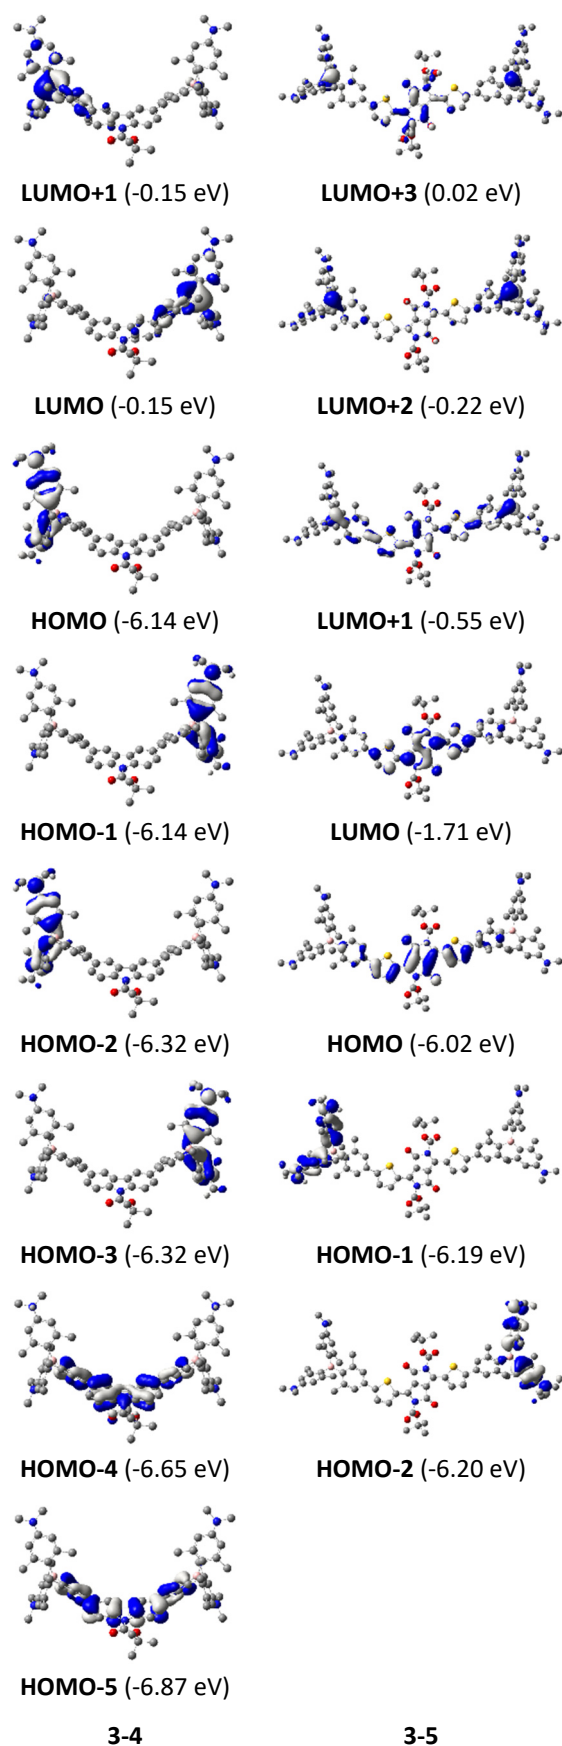 LUMO+1 (-0.15 eV)
LUMO+3 (0.02 eV)
LUMO (-0.15 eV)
LUMO+2 (-0.22 eV)
HOMO (-6.14 eV)
LUMO+1 (-0.55 eV)
HOMO-1 (-6.14 eV)
LUMO (-1.71 eV)
HOMO-2 (-6.32 eV)
HOMO (-6.02 eV)
HOMO-3 (-6.32 eV)
HOMO-1 (-6.19 eV)
HOMO-4 (-6.65 eV)
HOMO-2 (-6.20 eV)
HOMO-5 (-6.87 eV)
3-4
3-5